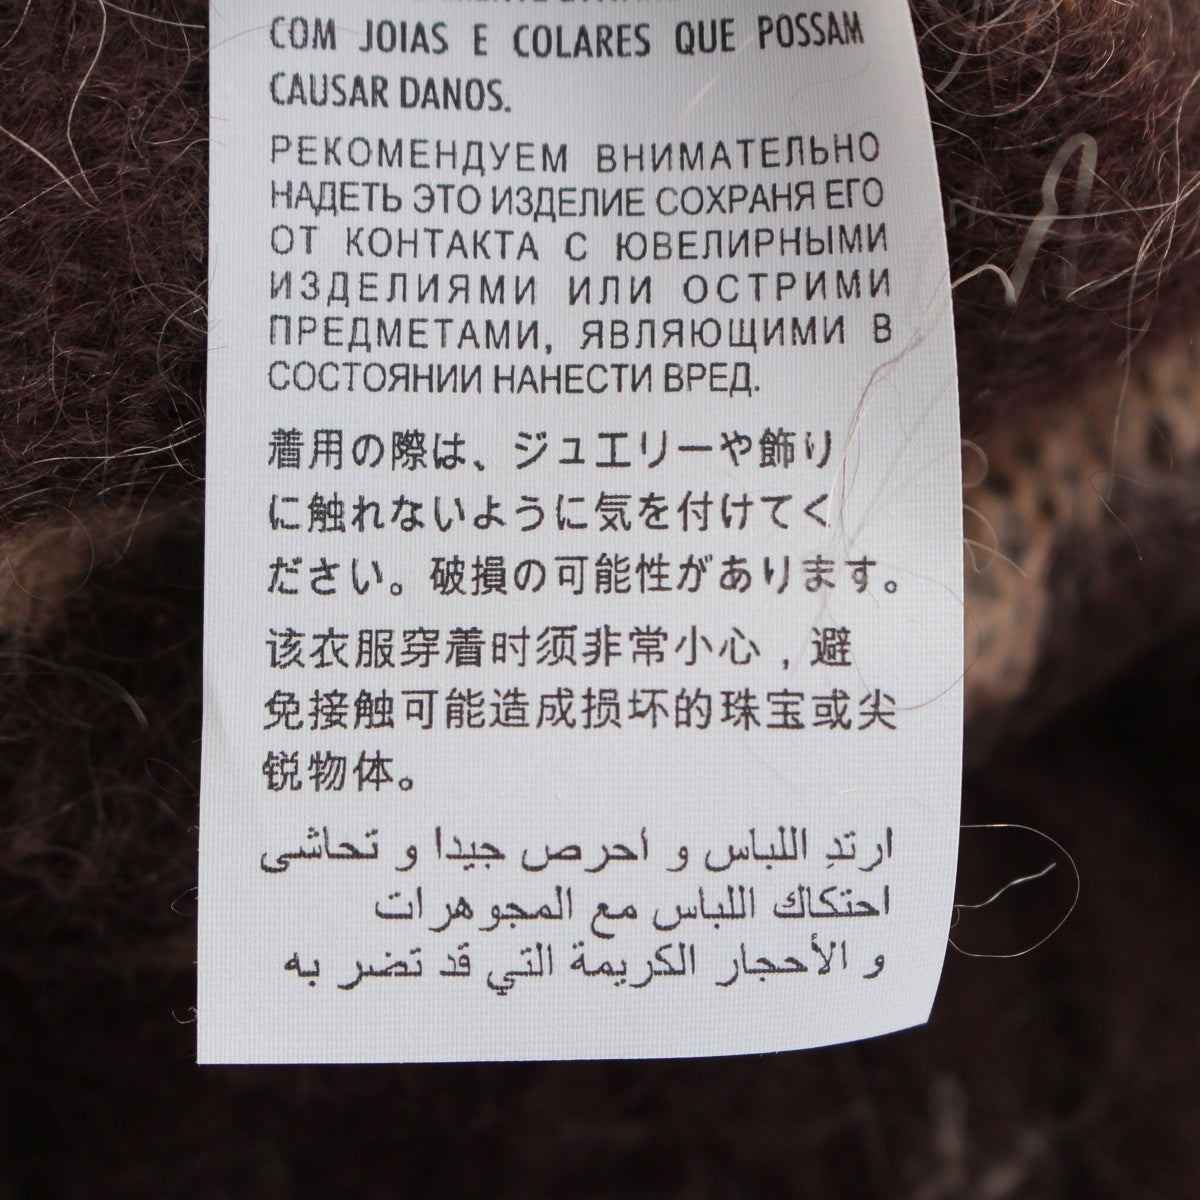 COM JOIAS E COLARES QUE POSSAM
CAUSAR DANOS.
РЕКОМЕНДУЕМ ВНИМАТЕЛЬНО
НАДЕТЬ ЭТО ИЗДЕЛИЕ СОХРАНЯ ЕГО
ОТ КОНТАКТА С ЮВЕЛИРНЫМИ
ИЗДЕЛИЯМИ ИЛИ ОСТРИМИ
ПРЕДМЕТАМИ, ЯВЛЯЮЩИМИ В
СОСТОЯНИИ НАНЕСТИ ВРЕД.
着用の際は、ジュエリーや飾り
に触れないように気を付けてく
ださい。破損の可能性があります。
该衣服穿着时须非常小心，避
免接触可能造成损坏的珠宝或尖
锐物体。
ارتدِ اللباس و احرص جيدا و تحاشى
احتكاك اللباس مع المجوهرات
و الأحجار الكريمة التي قد تضر به